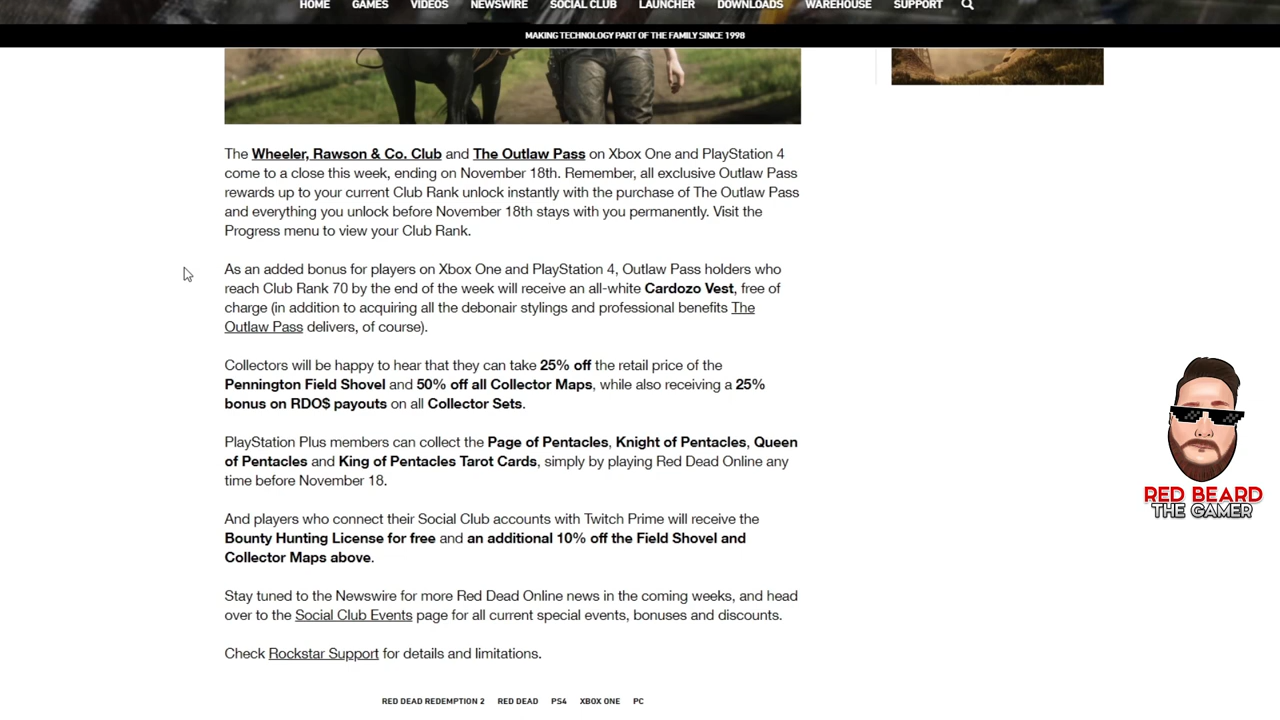 HOME GAMES VIDEOS NEWSWIRE SOCIAL CLUB LAUNCHER DOWNLOADS WAREHOUSE SUPPORT
MAKING TECHNOLOGY PART OF THE FAMILY SINCE 1998
The Wheeler, Rawson & Co. Club and The Outlaw Pass on Xbox One and PlayStation 4
come to a close this week, ending on November 18th. Remember, all exclusive Outlaw Pass
rewards up to your current Club Rank unlock instantly with the purchase of The Outlaw Pass
and everything you unlock before November 18th stays with you permanently. Visit the
Progress menu to view your Club Rank.
As an added bonus for players on Xbox One and PlayStation 4, Outlaw Pass holders who
reach Club Rank 70 by the end of the week will receive an all-white Cardozo Vest, free of
charge (in addition to acquiring all the debonair stylings and professional benefits The
Outlaw Pass delivers, of course).
Collectors will be happy to hear that they can take 25% off the retail price of the
Pennington Field Shovel and 50% off all Collector Maps, while also receiving a 25%
bonus on RDO$ payouts on all Collector Sets.
PlayStation Plus members can collect the Page of Pentacles, Knight of Pentacles, Queen
of Pentacles and King of Pentacles Tarot Cards, simply by playing Red Dead Online any
time before November 18.
And players who connect their Social Club accounts with Twitch Prime will receive the
Bounty Hunting License for free and an additional 10% off the Field Shovel and
Collector Maps above.
Stay tuned to the Newswire for more Red Dead Online news in the coming weeks, and head
over to the Social Club Events page for all current special events, bonuses and discounts.
Check Rockstar Support for details and limitations.
RED DEAD REDEMPTION 2 RED DEAD PS4 XBOX ONE PC
RED BEARD
THE GAMER